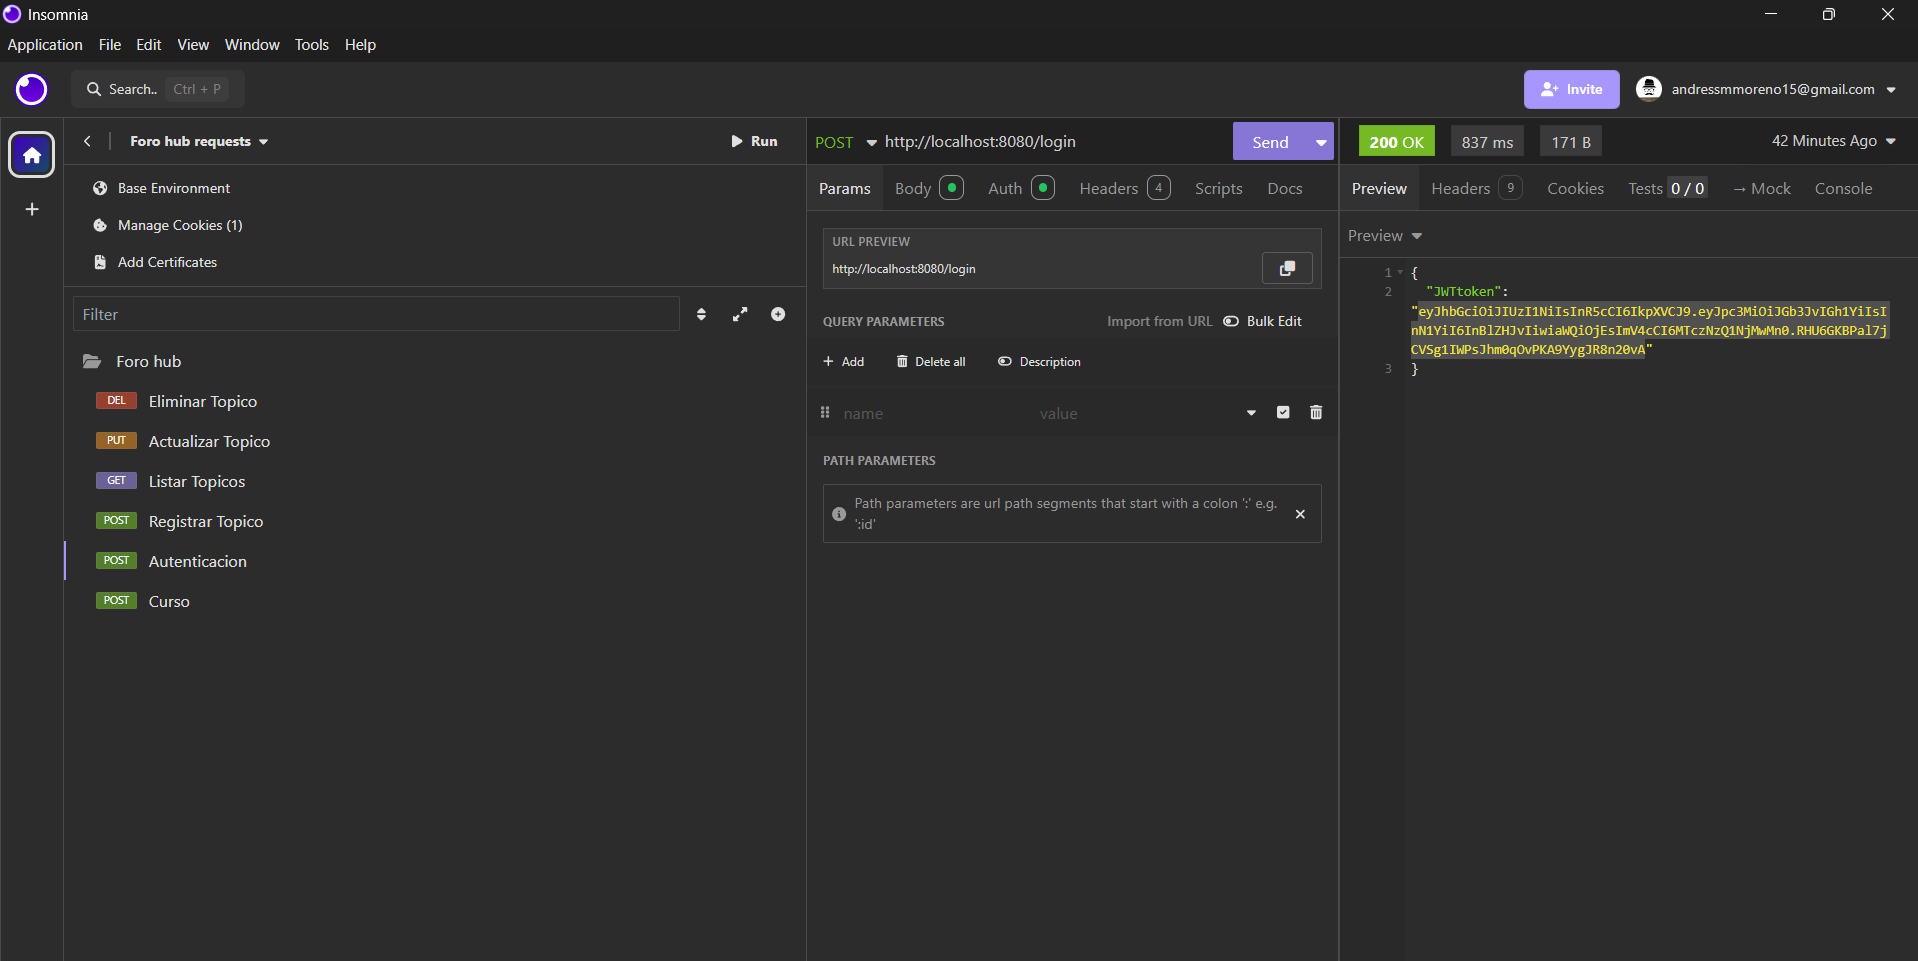 Insomnia
Application File Edit View Window Tools Help
Search.. Ctrl + P
Invite
andressmmoreno15@gmail.com
Foro hub requests
Run
Base Environment
Manage Cookies (1)
Add Certificates
Filter
Foro hub
DEL Eliminar Topico
PUT Actualizar Topico
GET Listar Topicos
POST Registrar Topico
POST Autenticacion
POST Curso
POST http://localhost:8080/login
Send
Params Body Auth Headers 4 Scripts Docs
URL PREVIEW
http://localhost:8080/login
QUERY PARAMETERS Import from URL Bulk Edit
+ Add Delete all Description
name value
PATH PARAMETERS
Path parameters are url path segments that start with a colon ':' e.g.
':id'
200 OK 837 ms 171 B 42 Minutes Ago
Preview Headers 9 Cookies Tests 0 / 0 → Mock Console
Preview
1 {
2 "JWTtoken":
"eyJhbGciOiJIUzI1NiIsInR5cCI6IkpXVCJ9.eyJpc3MiOiJGb3JvIGh1YiIsI
nN1YiI6InBlZHJvIiwiaWQiOjEsImV4cCI6MTczNzQ1NjMwMn0.RHU6GKBPal7j
CVSg1IWPsJhm0qOvPKA9YygJR8n20vA"
3 }